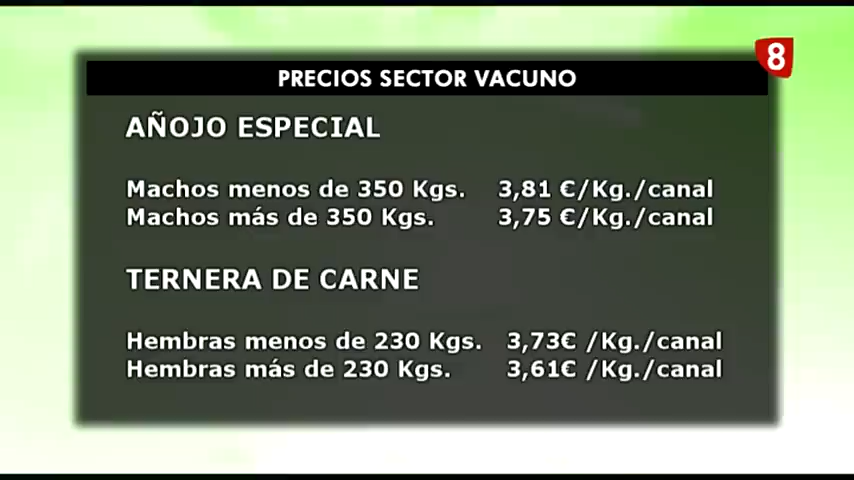 8
PRECIOS SECTOR VACUNO
AÑOJO ESPECIAL
Machos menos de 350 Kgs. 3,81 €/Kg./canal
Machos más de 350 Kgs. 3,75 €/Kg./canal
TERNERA DE CARNE
Hembras menos de 230 Kgs. 3,73€ /Kg./canal
Hembras más de 230 Kgs. 3,61€ /Kg./canal